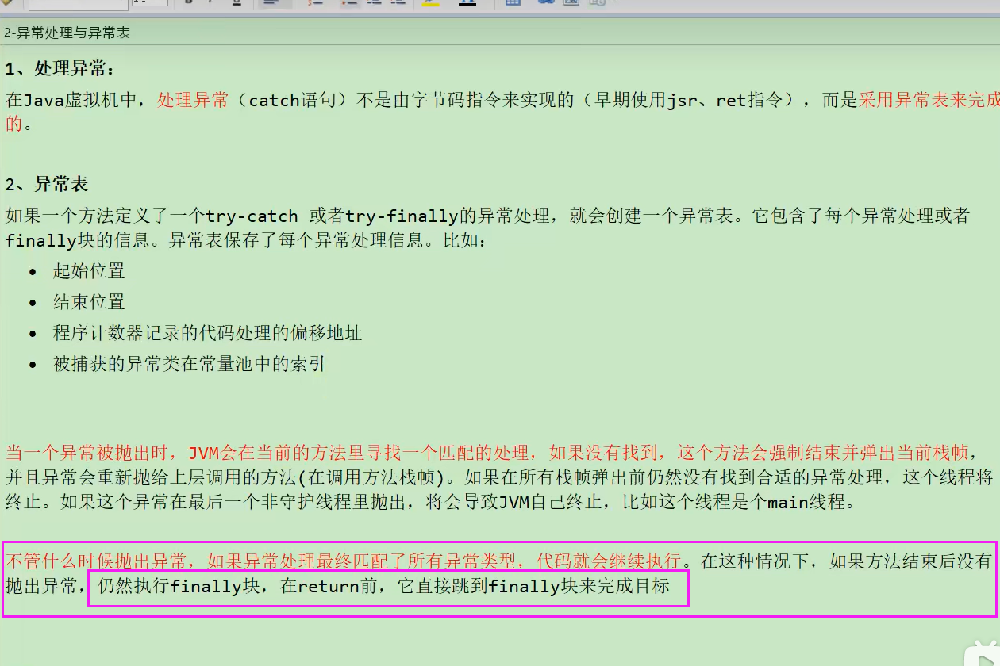 2-异常处理与异常表
1、处理异常:
在Java虚拟机中，处理异常（catch语句）不是由字节码指令来实现的（早期使用jsr、ret指令），而是采用异常表来完成
的。
2、异常表
如果一个方法定义了一个try-catch 或者try-finally的异常处理，就会创建一个异常表。它包含了每个异常处理或者
finally块的信息。异常表保存了每个异常处理信息。比如:
• 起始位置
• 结束位置
• 程序计数器记录的代码处理的偏移地址
• 被捕获的异常类在常量池中的索引
当一个异常被抛出时，JVM会在当前的方法里寻找一个匹配的处理，如果没有找到，这个方法会强制结束并弹出当前栈帧，
并且异常会重新抛给上层调用的方法(在调用方法栈帧)。如果在所有栈帧弹出前仍然没有找到合适的异常处理，这个线程将
终止。如果这个异常在最后一个非守护线程里抛出，将会导致JVM自己终止，比如这个线程是个main线程。
不管什么时候抛出异常，如果异常处理最终匹配了所有异常类型，代码就会继续执行。在这种情况下，如果方法结束后没有
抛出异常，仍然执行finally块，在return前，它直接跳到finally块来完成目标